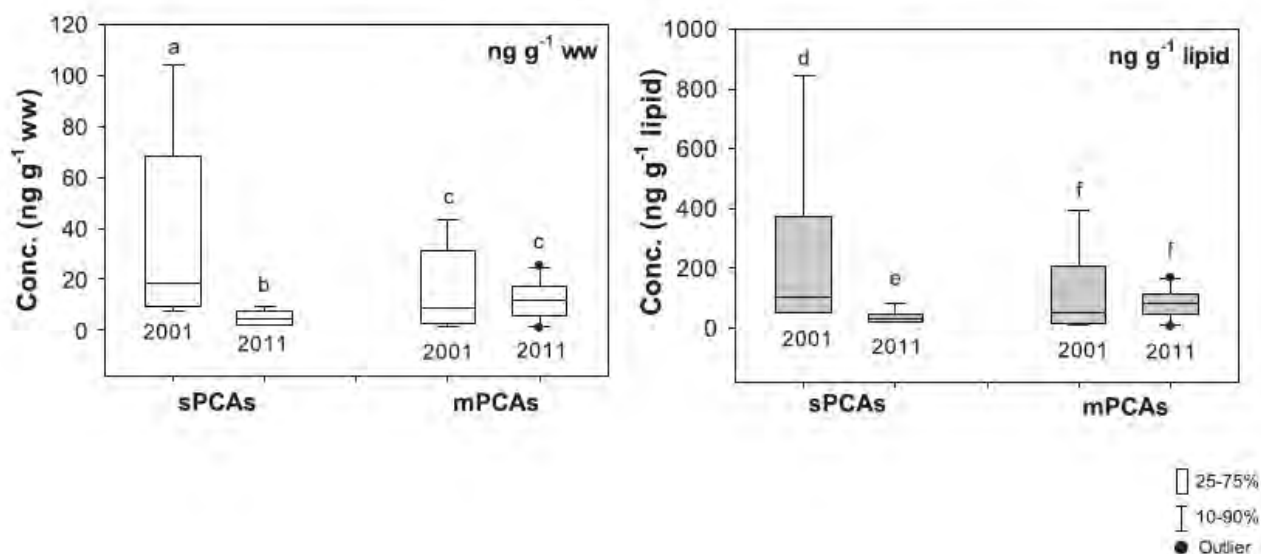 120
100
80
60
40
20
0
Conc. (ng g⁻¹ ww)
ng g⁻¹ ww
a
b
c
c
2001
2011
2001
2011
sPCAs
mPCAs
1000
800
600
400
200
0
Conc. (ng g⁻¹ lipid)
ng g⁻¹ lipid
d
e
f
f
2001
2011
2001
2011
sPCAs
mPCAs
25-75%
10-90%
Outlier